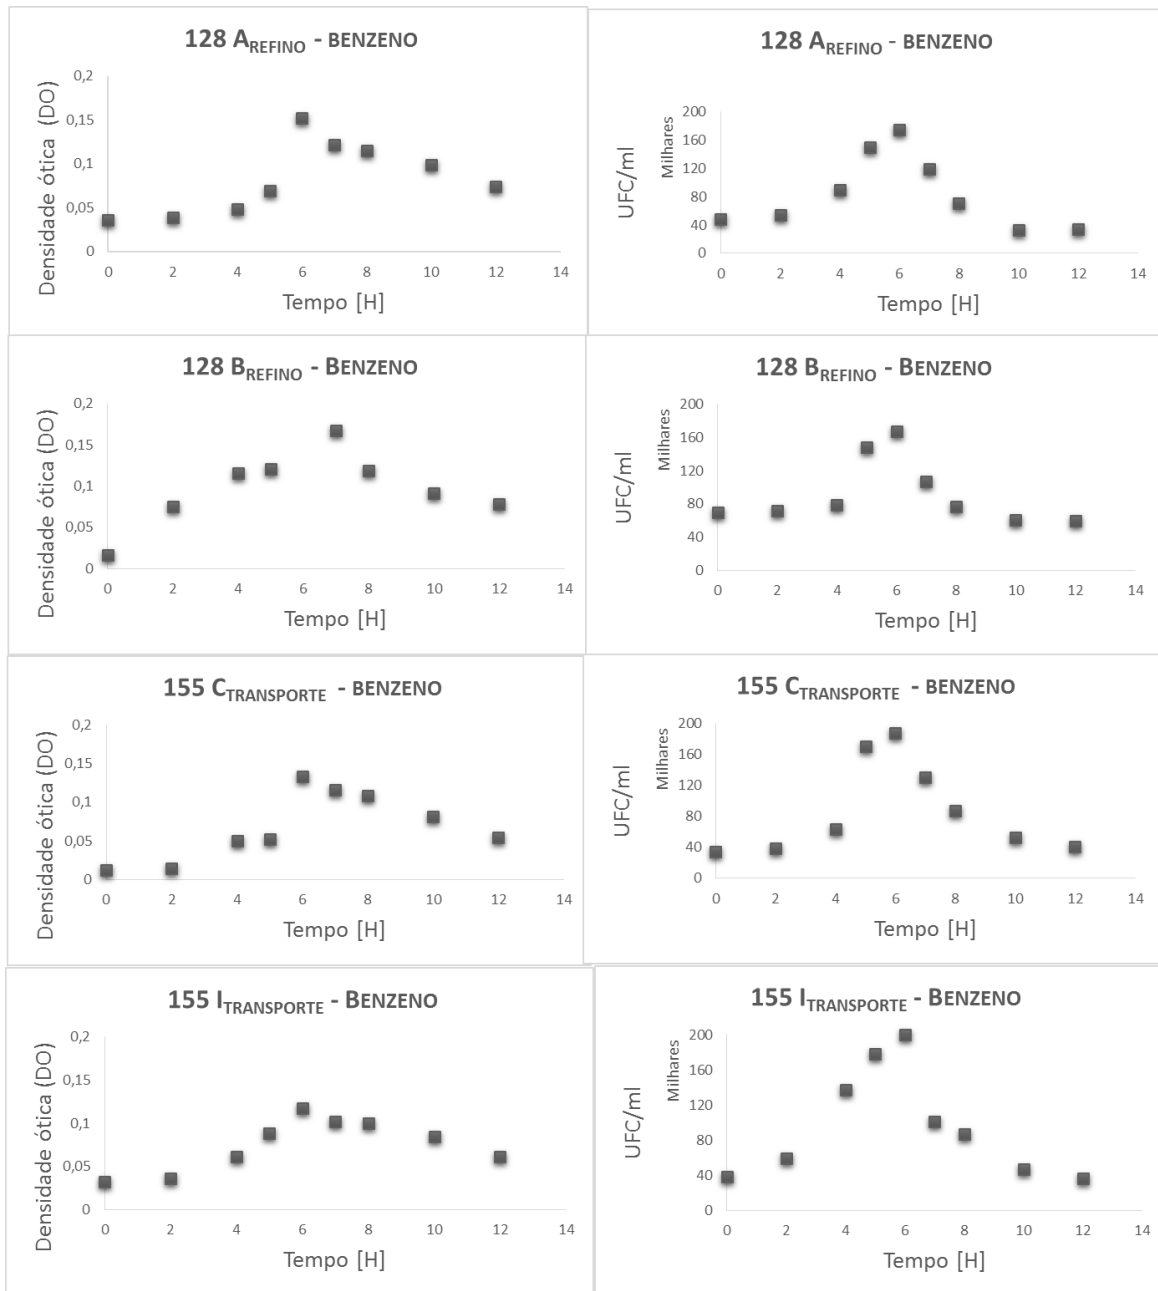 128 A REFINO - BENZENO
Densidade ótica (DO)
0,2
0,15
0,1
0,05
0
0 2 4 6 8 10 12 14
Tempo [H]
128 A REFINO - BENZENO
UFC/ml
Milhares
200
160
120
80
40
0
0 2 4 6 8 10 12 14
Tempo [H]
128 B REFINO - BENZENO
Densidade ótica (DO)
0,2
0,15
0,1
0,05
0
0 2 4 6 8 10 12 14
Tempo [H]
128 B REFINO - BENZENO
UFC/ml
Milhares
200
160
120
80
40
0
0 2 4 6 8 10 12 14
Tempo [H]
155 C TRANSPORTE - BENZENO
Densidade ótica (DO)
0,2
0,15
0,1
0,05
0
0 2 4 6 8 10 12 14
Tempo [H]
155 C TRANSPORTE - BENZENO
UFC/ml
Milhares
200
160
120
80
40
0
0 2 4 6 8 10 12 14
Tempo [H]
155 I TRANSPORTE - BENZENO
Densidade ótica (DO)
0,2
0,15
0,1
0,05
0
0 2 4 6 8 10 12 14
Tempo [H]
155 I TRANSPORTE - BENZENO
UFC/ml
Milhares
200
160
120
80
40
0
0 2 4 6 8 10 12 14
Tempo [H]